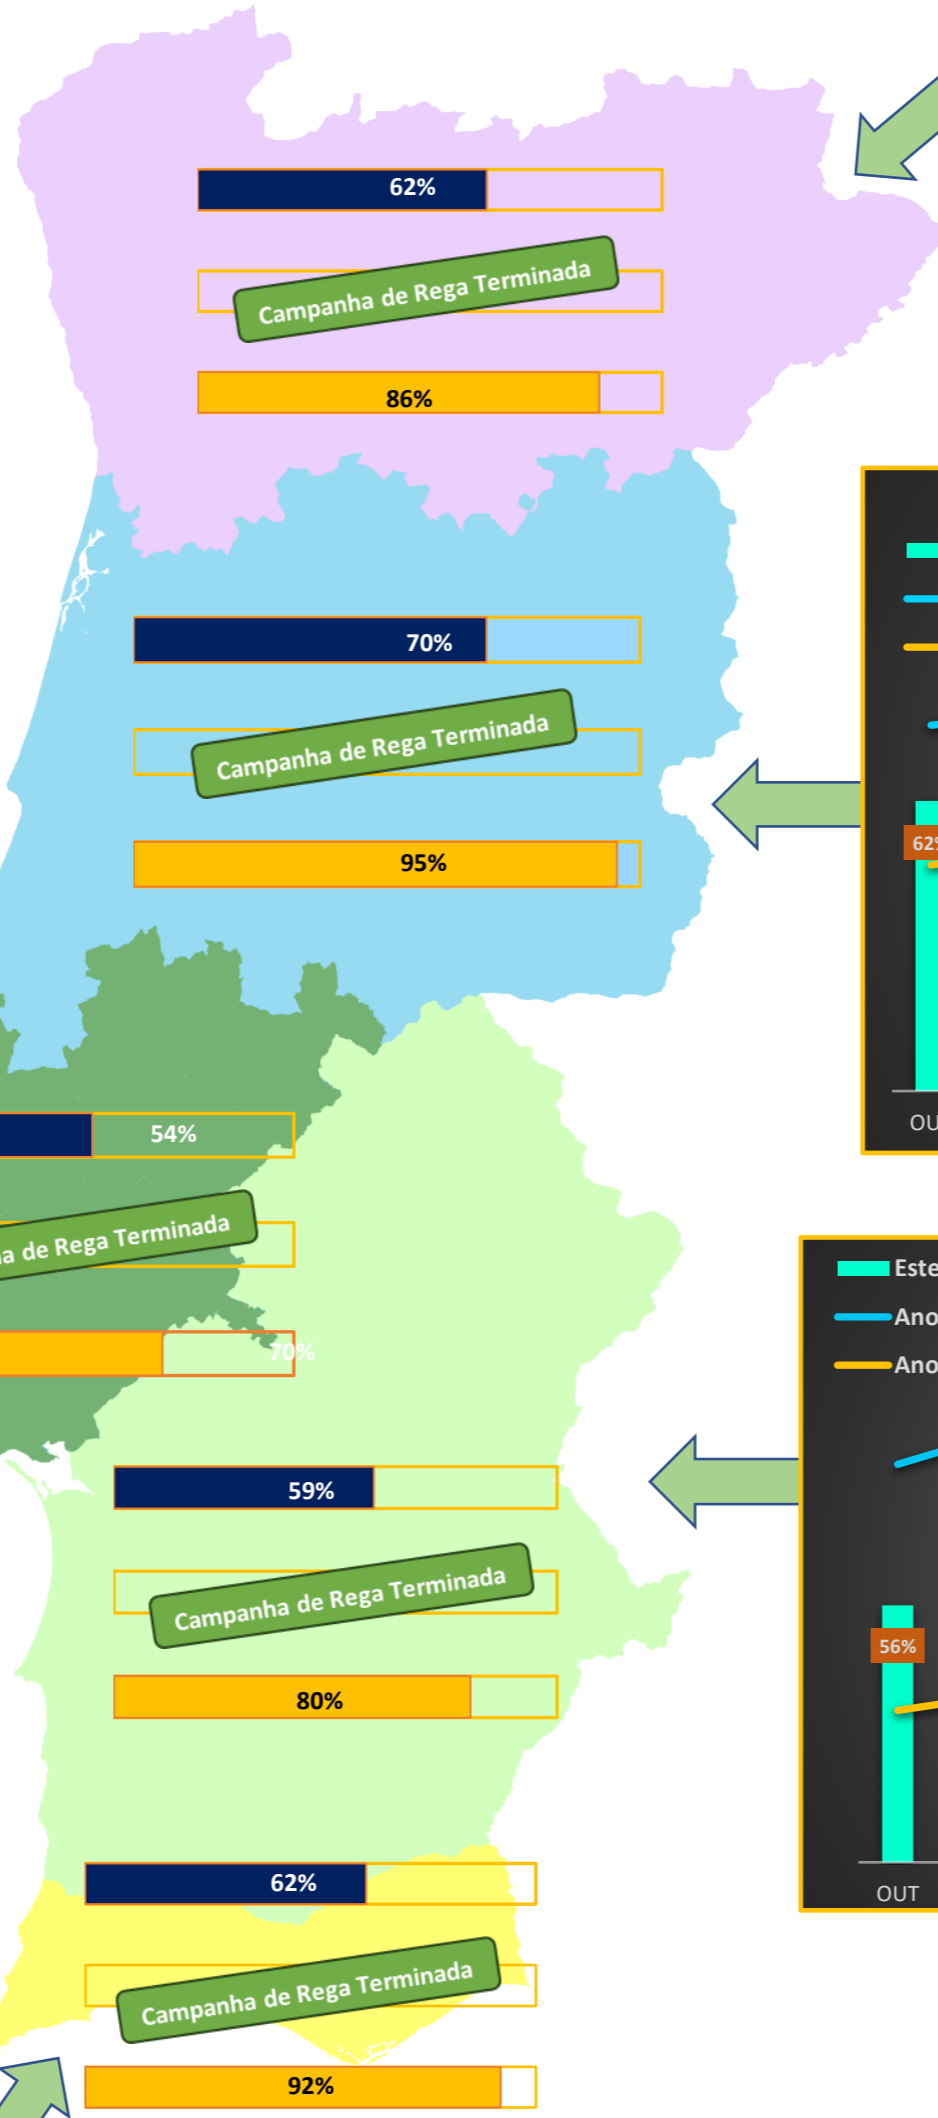 62%
Campanha de Rega Terminada
86%
70%
Campanha de Rega Terminada
95%
62%
54%
de Rega Terminada
70%
Este
Ano
Ano
59%
Campanha de Rega Terminada
80%
56%
OUT
62%
Campanha de Rega Terminada
92%